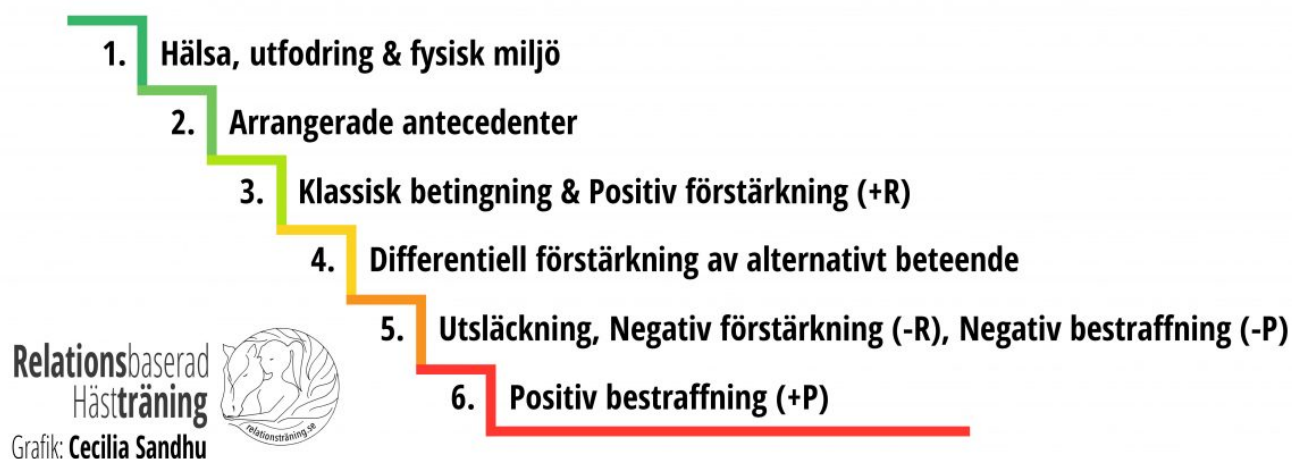 1. Hälsa, utfodring & fysisk miljö
2. Arrangerade antecedenter
3. Klassisk betingning & Positiv förstärkning (+R)
4. Differentiell förstärkning av alternativt beteende
5. Utsläckning, Negativ förstärkning (-R), Negativ bestraffning (-P)
6. Positiv bestraffning (+P)
Relationsbaserad
Hästträning
relationsträning.se
Grafik: Cecilia Sandhu